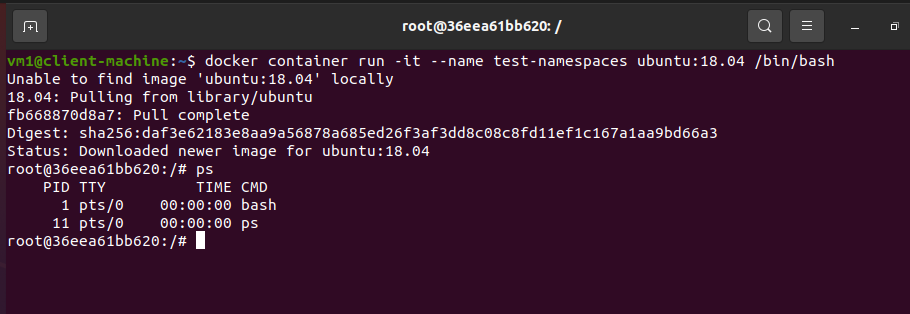 root@36eea61bb620: /
vm1@client-machine:~$ docker container run -it --name test-namespaces ubuntu:18.04 /bin/bash
Unable to find image 'ubuntu:18.04' locally
18.04: Pulling from library/ubuntu
fb668870d8a7: Pull complete
Digest: sha256:daf3e62183e8aa9a56878a685ed26f3af3dd8c08c8fd11ef1c167a1aa9bd66a3
Status: Downloaded newer image for ubuntu:18.04
root@36eea61bb620:/# ps
    PID TTY          TIME CMD
      1 pts/0    00:00:00 bash
     11 pts/0    00:00:00 ps
root@36eea61bb620:/#